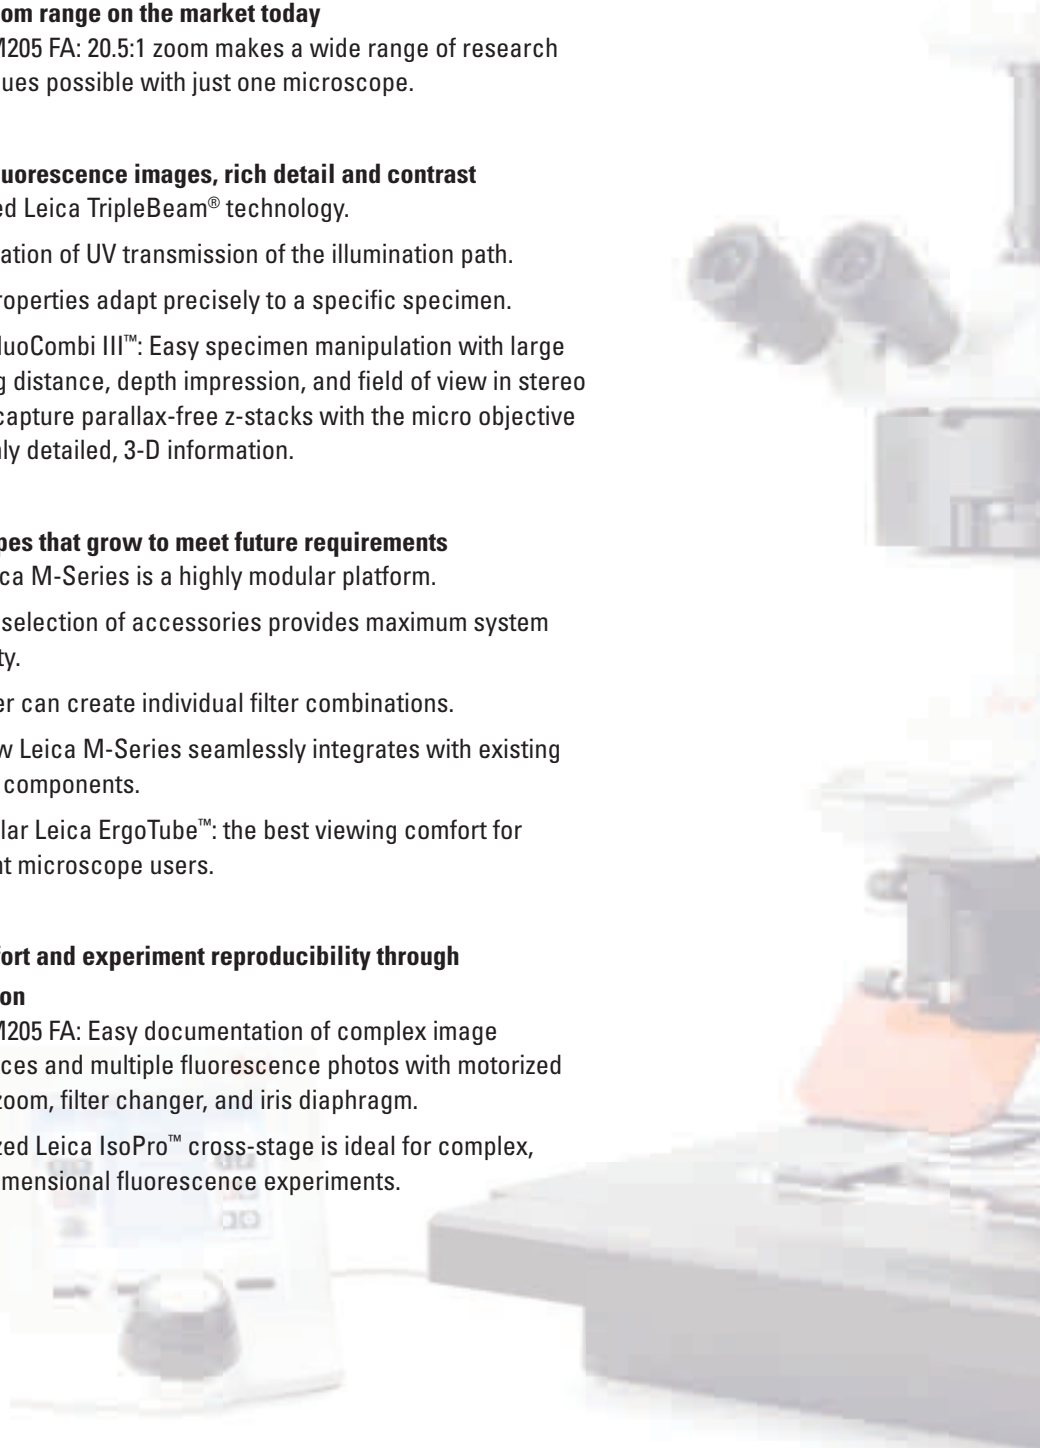 om range on the market today
M205 FA: 20.5:1 zoom makes a wide range of research
ues possible with just one microscope.
uorescence images, rich detail and contrast
ed Leica TripleBeam® technology.
ation of UV transmission of the illumination path.
roperties adapt precisely to a specific specimen.
luoCombi III™: Easy specimen manipulation with large
g distance, depth impression, and field of view in stereo
capture parallax-free z-stacks with the micro objective
ly detailed, 3-D information.
pes that grow to meet future requirements
ca M-Series is a highly modular platform.
selection of accessories provides maximum system
ty.
er can create individual filter combinations.
w Leica M-Series seamlessly integrates with existing
components.
lar Leica ErgoTube™: the best viewing comfort for
nt microscope users.
fort and experiment reproducibility through
on
M205 FA: Easy documentation of complex image
ces and multiple fluorescence photos with motorized
zoom, filter changer, and iris diaphragm.
zed Leica IsoPro™ cross-stage is ideal for complex,
mensional fluorescence experiments.